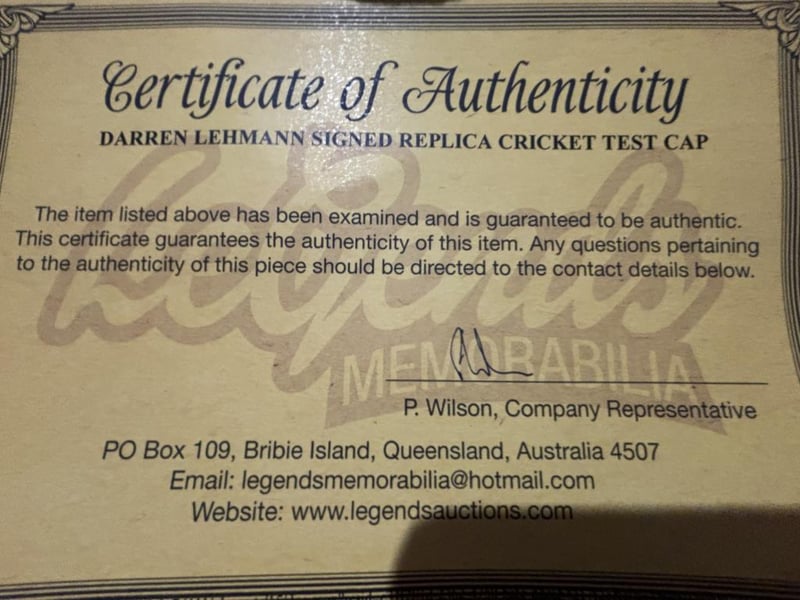 Certificate of Authenticity
DARREN LEHMANN SIGNED REPLICA CRICKET TEST CAP
The item listed above has been examined and is guaranteed to be authentic.
This certificate guarantees the authenticity of this item. Any questions pertaining
to the authenticity of this piece should be directed to the contact details below.
Legends
MEMORABILIA
P. Wilson, Company Representative
PO Box 109, Bribie Island, Queensland, Australia 4507
Email: legendsmemorabilia@hotmail.com
Website: www.legendsauctions.com